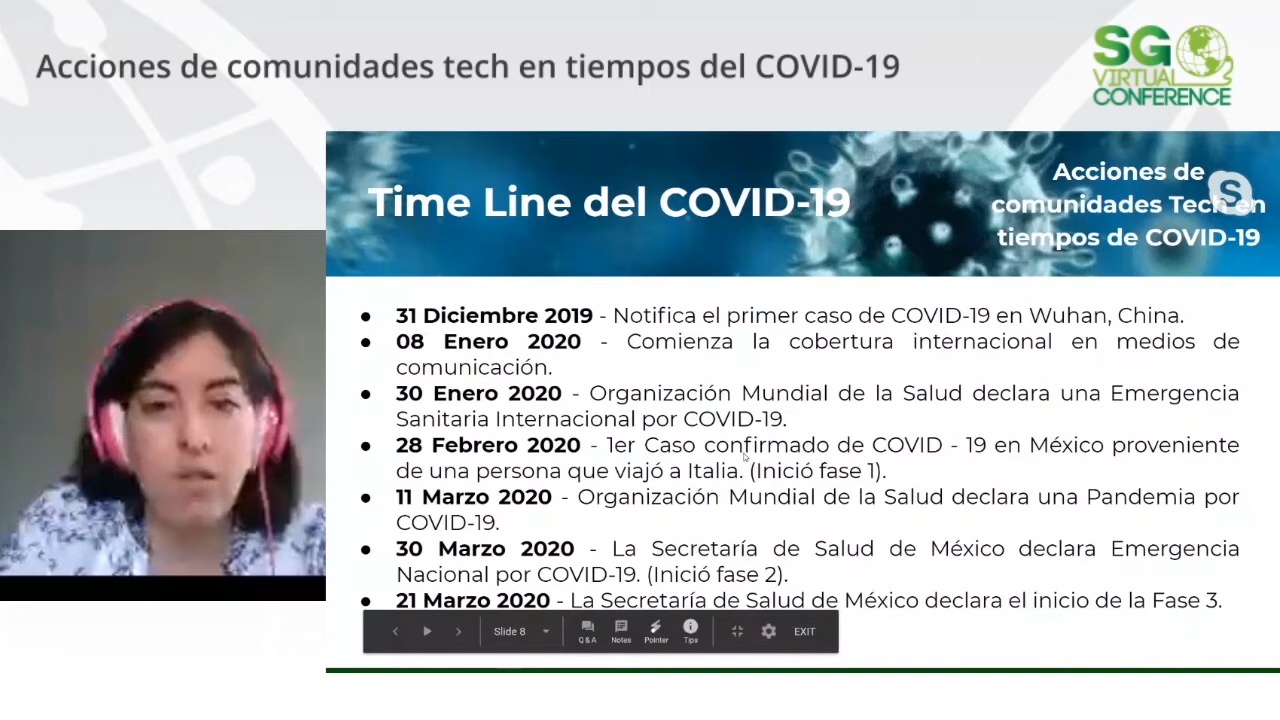 Acciones de comunidades tech en tiempos del COVID-19
SG
VIRTUAL
CONFERENCE
Time Line del COVID-19
Acciones de
comunidades Tech en
tiempos de COVID-19
S
● 31 Diciembre 2019 - Notifica el primer caso de COVID-19 en Wuhan, China.
● 08 Enero 2020 - Comienza la cobertura internacional en medios de
comunicación.
● 30 Enero 2020 - Organización Mundial de la Salud declara una Emergencia
Sanitaria Internacional por COVID-19.
● 28 Febrero 2020 - 1er Caso confirmado de COVID - 19 en México proveniente
de una persona que viajó a Italia. (Inició fase 1).
● 11 Marzo 2020 - Organización Mundial de la Salud declara una Pandemia por
COVID-19.
● 30 Marzo 2020 - La Secretaría de Salud de México declara Emergencia
Nacional por COVID-19. (Inició fase 2).
● 21 Marzo 2020 - La Secretaría de Salud de México declara el inicio de la Fase 3.
Slide 8
Q & A
Notes
Pointer
Tips
EXIT